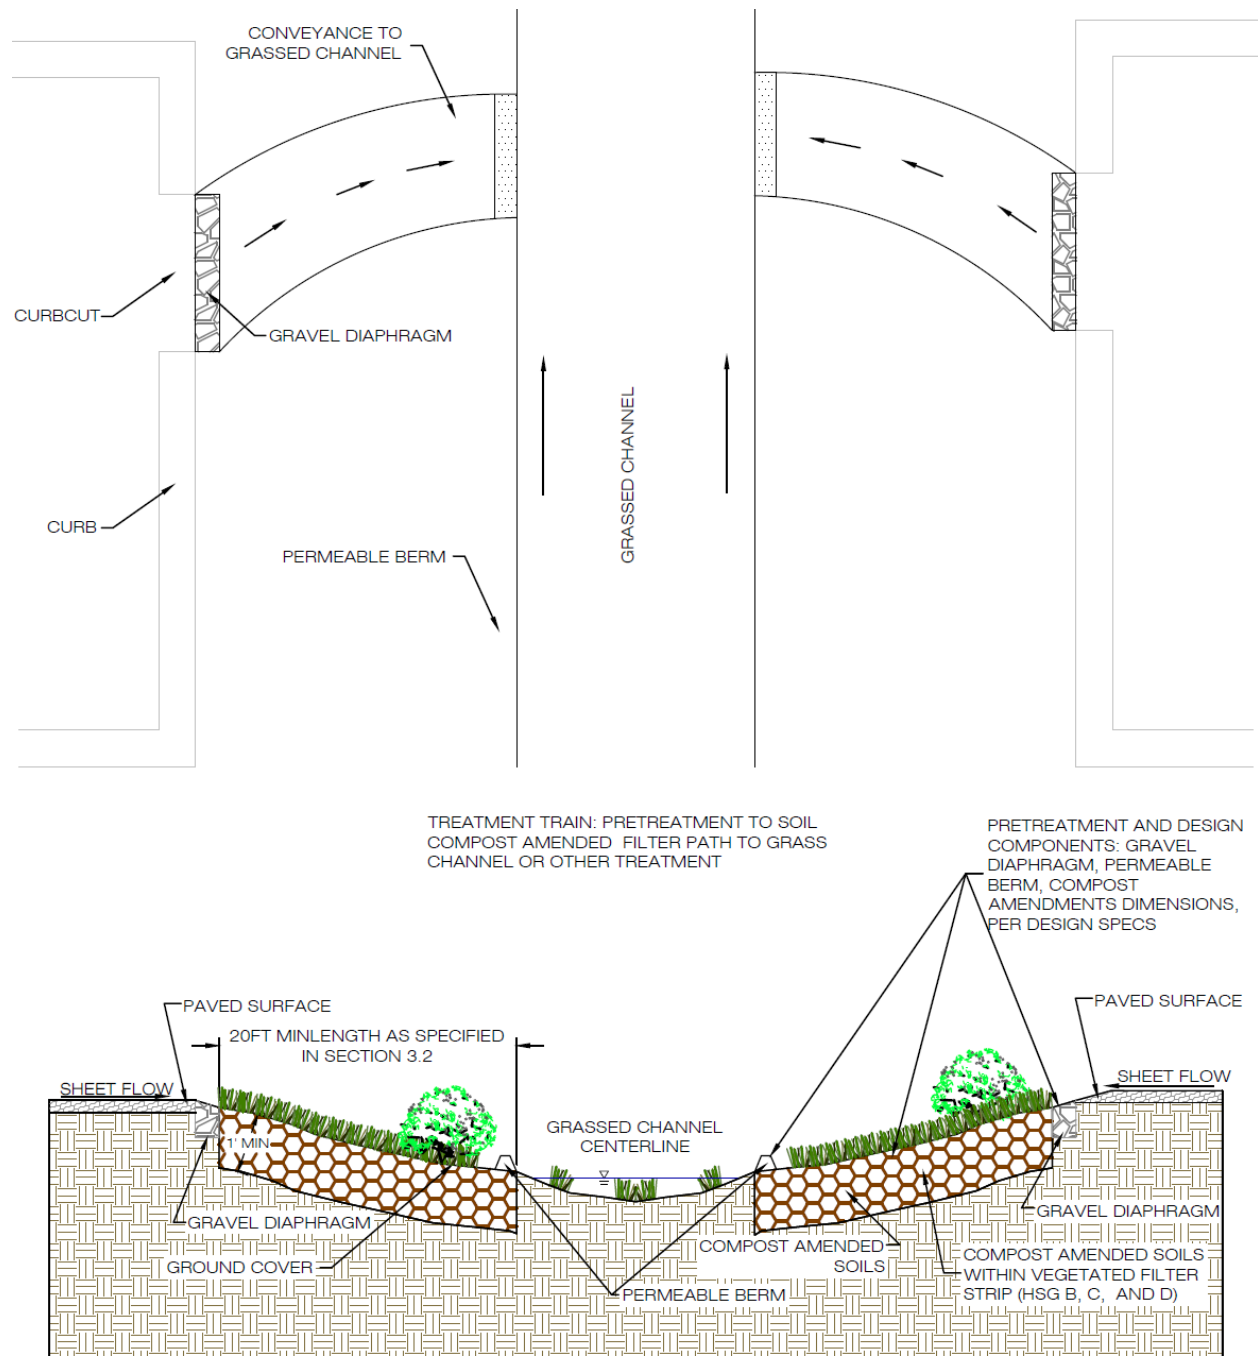 CONVEYANCE TO
GRASSED CHANNEL
CURBCUT
GRAVEL DIAPHRAGM
GRASSED CHANNEL
CURB
PERMEABLE BERM
TREATMENT TRAIN: PRETREATMENT TO SOIL
COMPOST AMENDED FILTER PATH TO GRASS
CHANNEL OR OTHER TREATMENT
PRETREATMENT AND DESIGN
COMPONENTS: GRAVEL
DIAPHRAGM, PERMEABLE
BERM, COMPOST
AMENDMENTS DIMENSIONS,
PER DESIGN SPECS
PAVED SURFACE
PAVED SURFACE
20FT MINLENGTH AS SPECIFIED
IN SECTION 3.2
SHEET FLOW
SHEET FLOW
GRASSED CHANNEL
CENTERLINE
1' MIN
GRAVEL DIAPHRAGM
GRAVEL DIAPHRAGM
GROUND COVER
COMPOST AMENDED
SOILS
COMPOST AMENDED SOILS
WITHIN VEGETATED FILTER
STRIP (HSG B, C, AND D)
PERMEABLE BERM